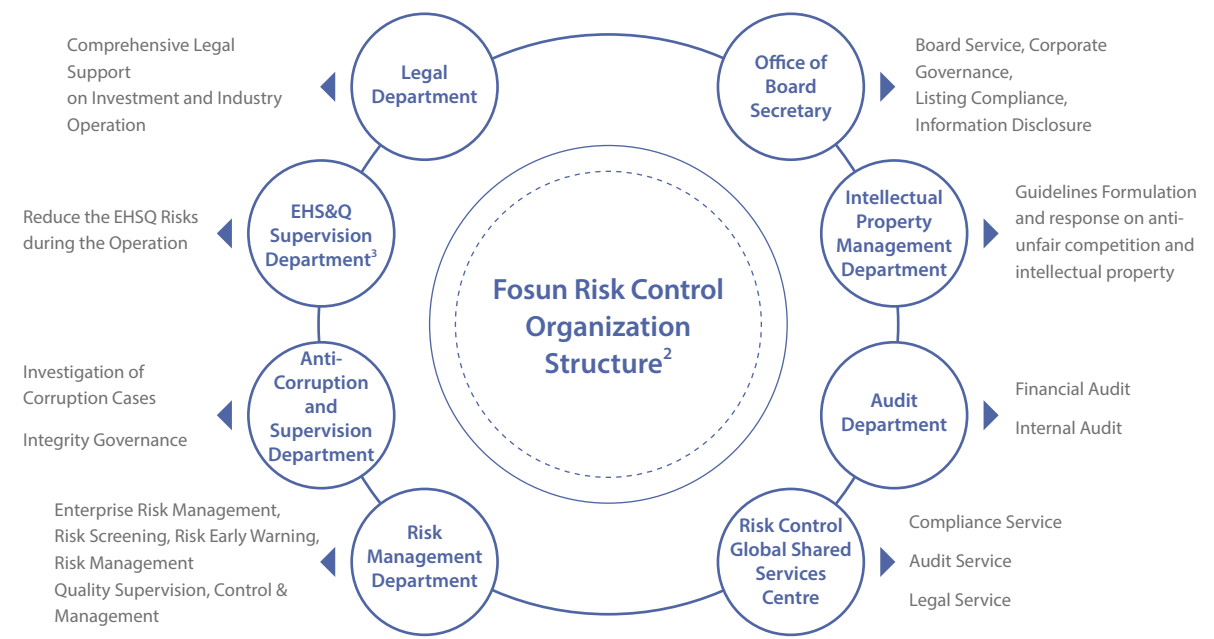 Comprehensive Legal
Support
on Investment and Industry
Operation
Legal
Department
Office of
Board
Secretary
Board Service, Corporate
Governance,
Listing Compliance,
Information Disclosure
Reduce the EHSQ Risks
during the Operation
EHS&Q
Supervision
Department³
Intellectual
Property
Management
Department
Guidelines Formulation
and response on anti-
unfair competition and
intellectual property
Fosun Risk Control
Organization
Structure²
Investigation of
Corruption Cases
Integrity Governance
Anti-
Corruption
and
Supervision
Department
Audit
Department
Financial Audit
Internal Audit
Enterprise Risk Management,
Risk Screening, Risk Early Warning,
Risk Management
Quality Supervision, Control &
Management
Risk
Management
Department
Risk Control
Global Shared
Services
Centre
Compliance Service
Audit Service
Legal Service